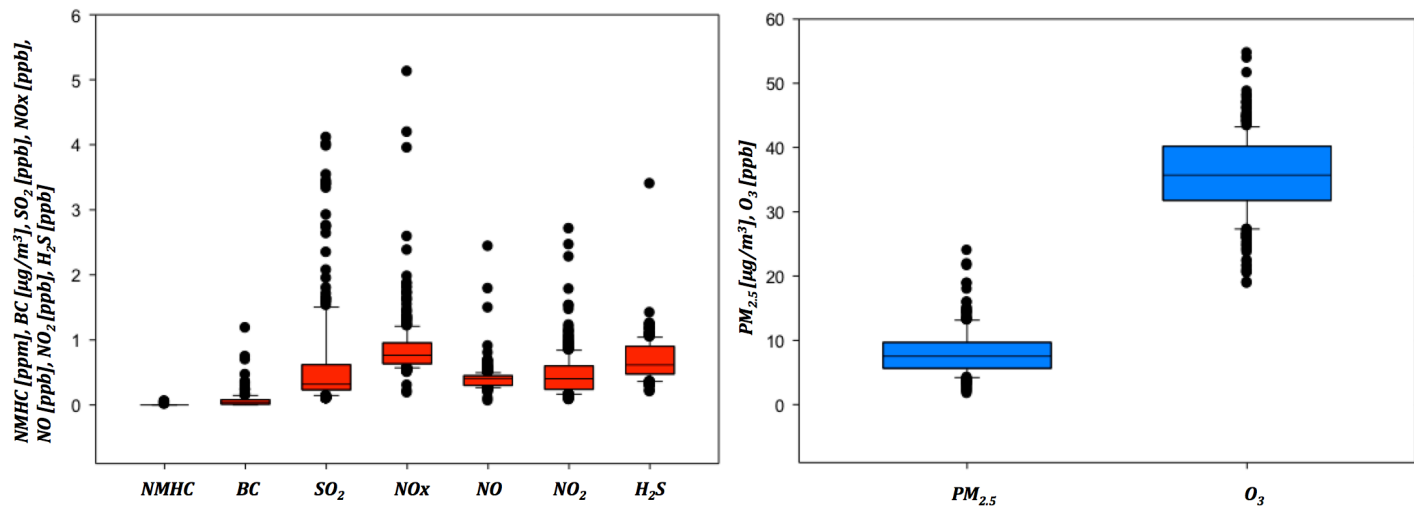 NMHC [ppm], BC [µg/m³], SO₂ [ppb], NOx [ppb],
NO [ppb], NO₂ [ppb], H₂S [ppb]
6
5
4
3
2
1
0
NMHC BC SO₂ NOx NO NO₂ H₂S
PM₂.₅ [µg/m³], O₃ [ppb]
60
50
40
30
20
10
0
PM₂.₅ O₃